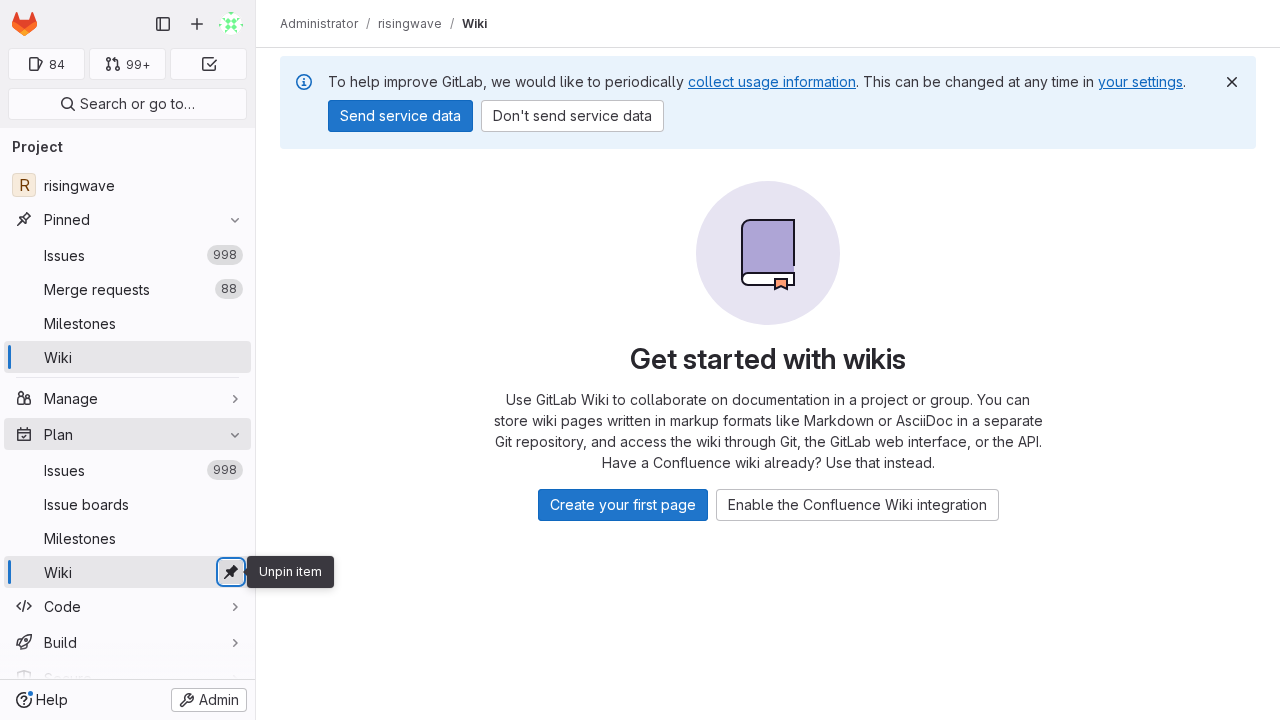 Administrator / risingwave / Wiki
84
99+
Search or go to…
Project
R risingwave
Pinned
Issues 998
Merge requests 88
Milestones
Wiki
Manage
Plan
Issues 998
Issue boards
Milestones
Wiki
Unpin item
Code
Build
Secure
Help
Admin
To help improve GitLab, we would like to periodically collect usage information. This can be changed at any time in your settings.
Send service data
Don't send service data
Get started with wikis
Use GitLab Wiki to collaborate on documentation in a project or group. You can
store wiki pages written in markup formats like Markdown or AsciiDoc in a separate
Git repository, and access the wiki through Git, the GitLab web interface, or the API.
Have a Confluence wiki already? Use that instead.
Create your first page
Enable the Confluence Wiki integration